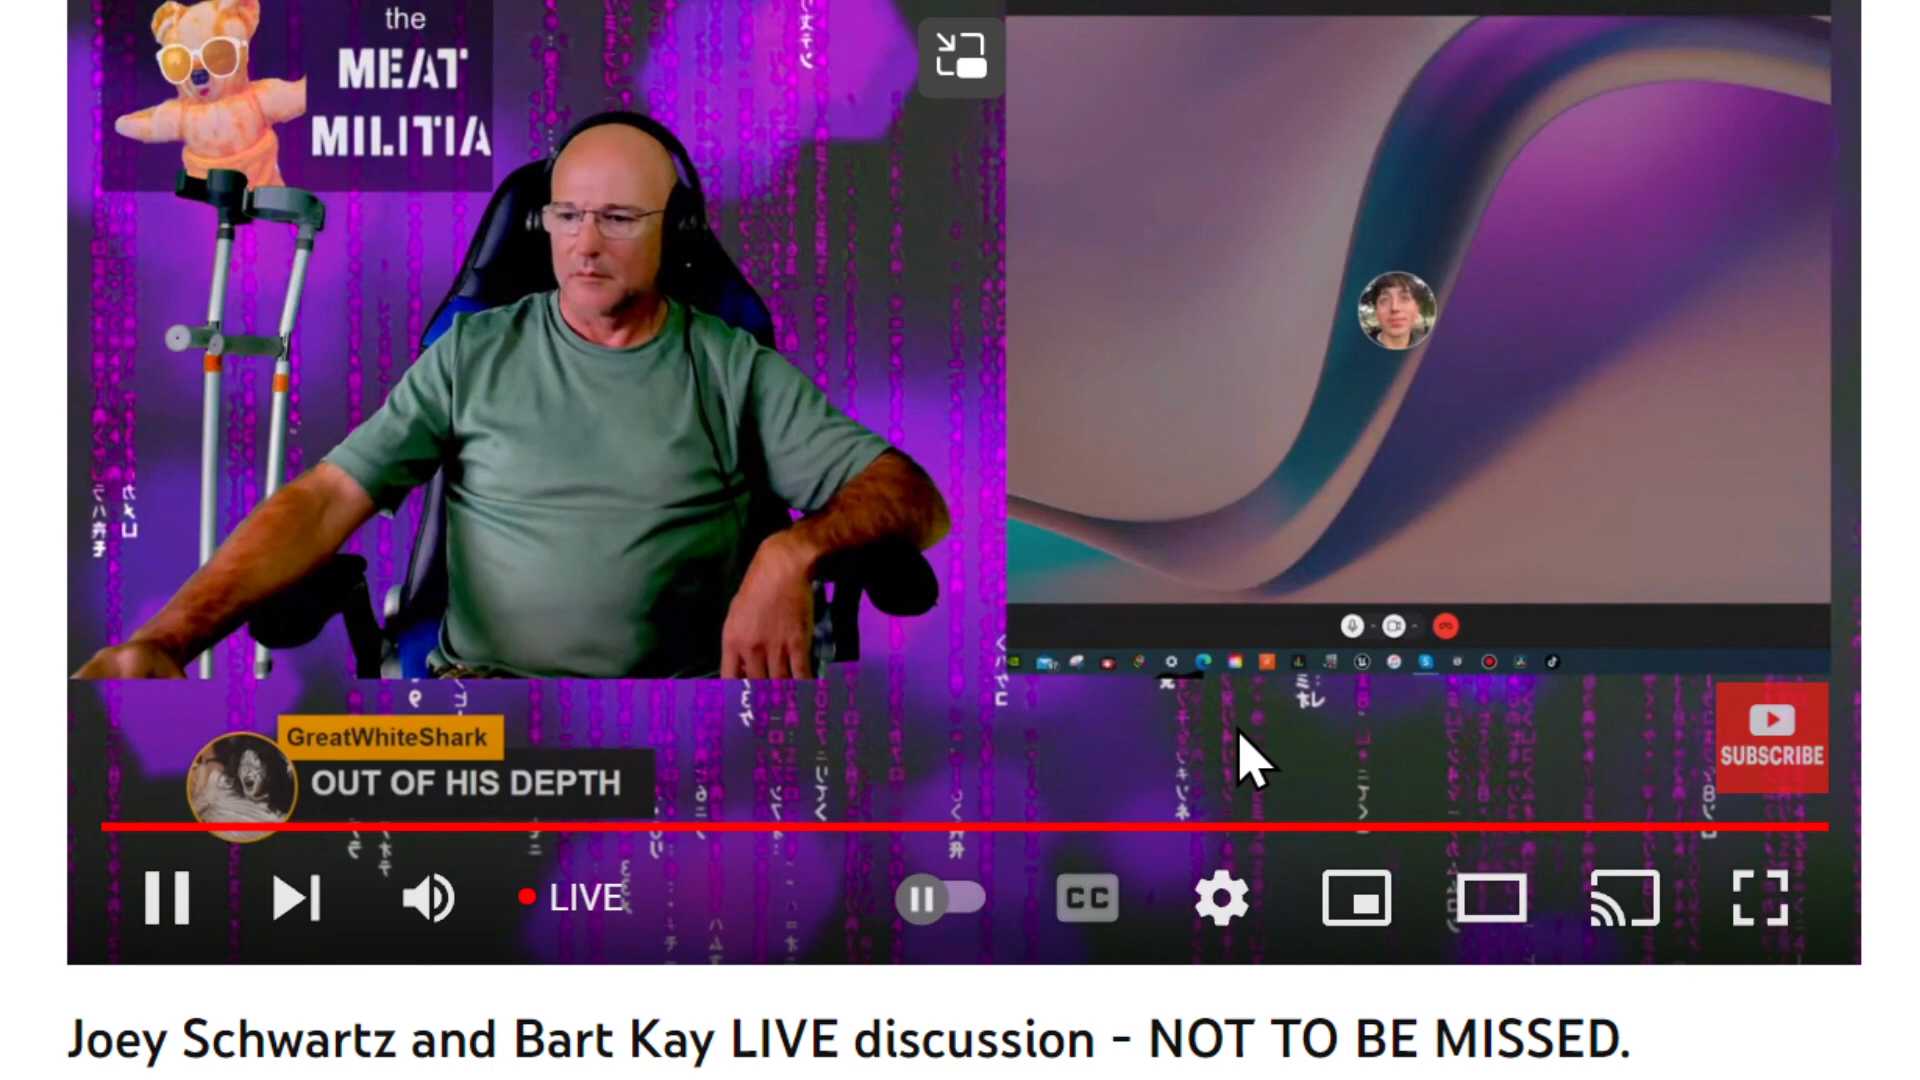 the
MEAT
MILITIA
GreatWhiteShark
OUT OF HIS DEPTH
SUBSCRIBE
LIVE
CC
Joey Schwartz and Bart Kay LIVE discussion - NOT TO BE MISSED.